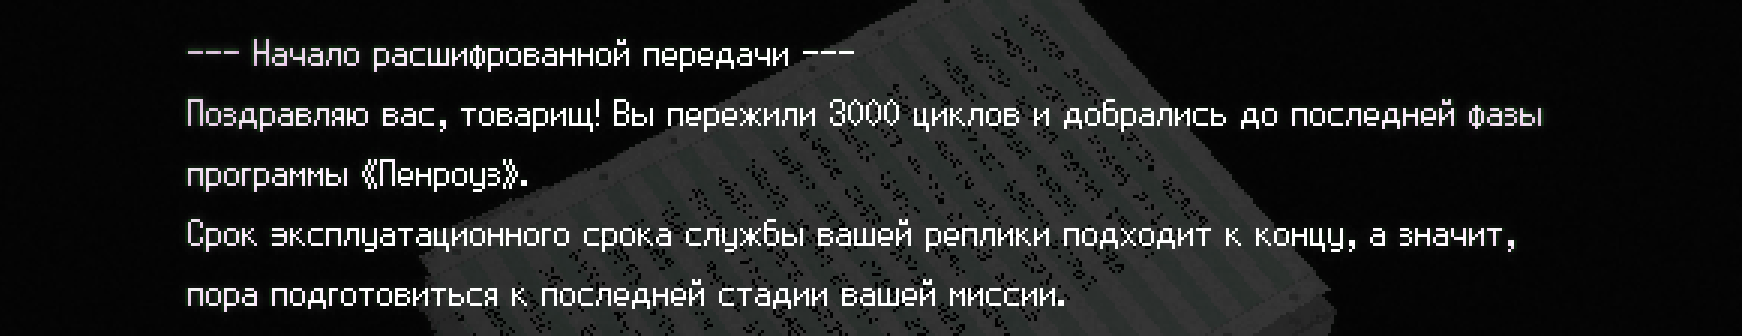 --- Начало расшифрованной передачи ---
Поздравляю вас, товарищ! Вы пережили 3000 циклов и добрались до последней фазы
программы «Пенроуз».
Срок эксплуатационного срока службы вашей реплики подходит к концу, а значит,
пора подготовиться к последней стадии вашей миссии.